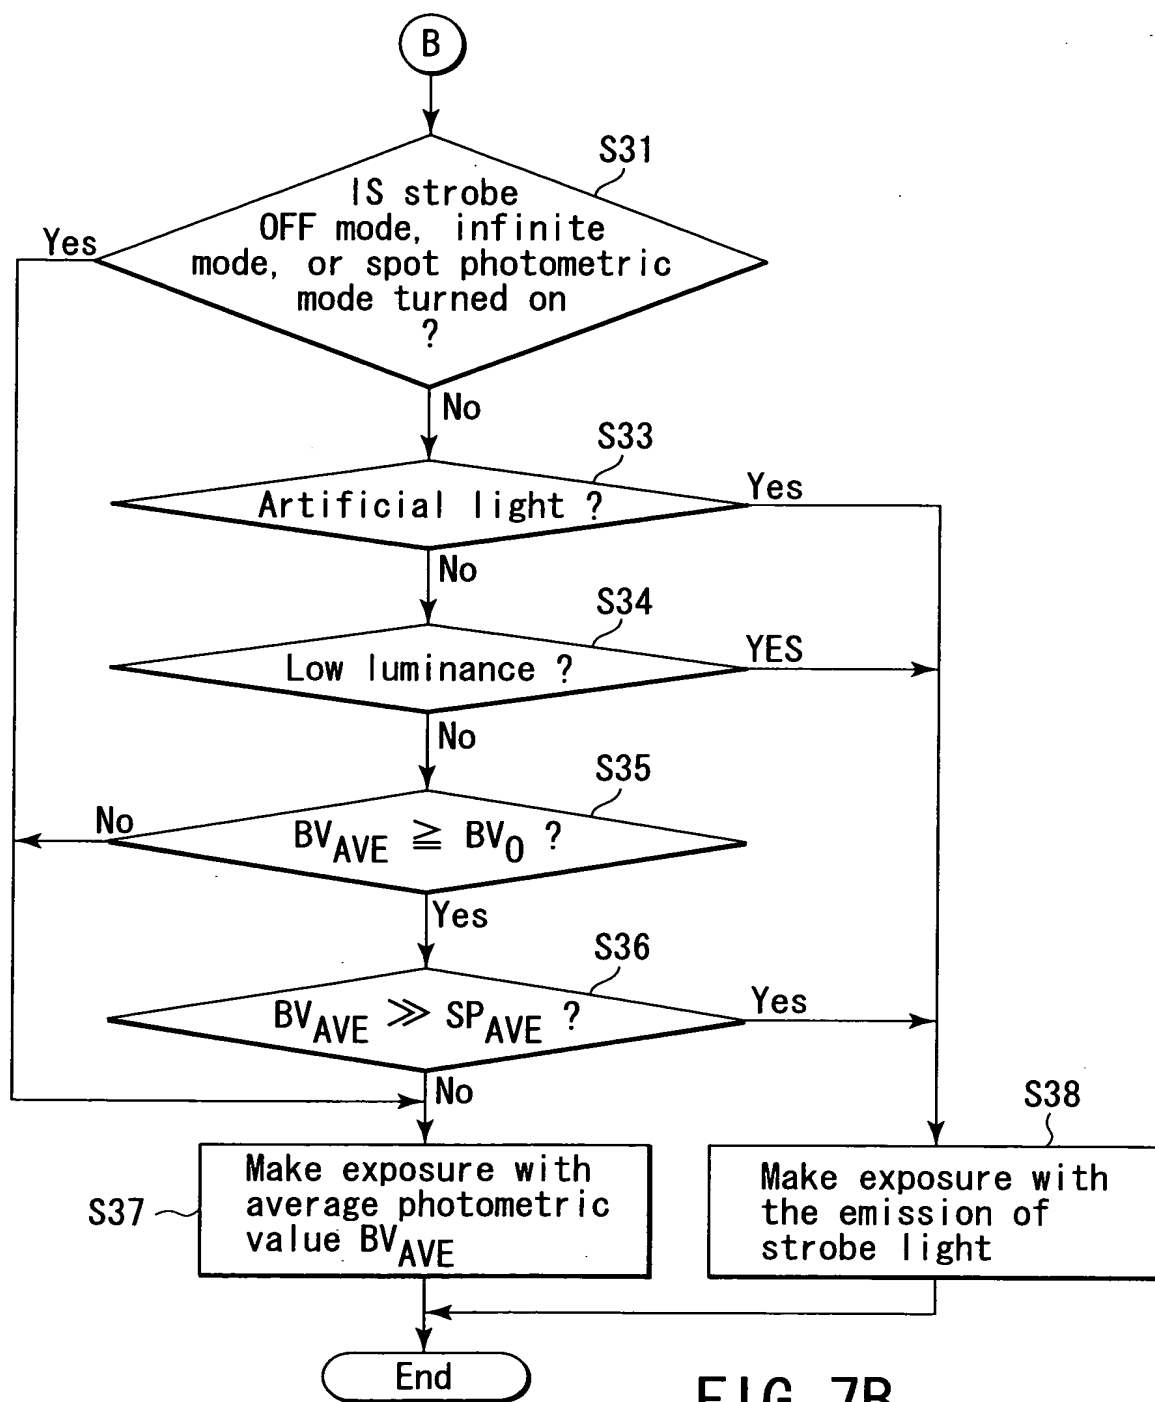 B
S31
IS strobe
OFF mode, infinite
mode, or spot photometric
mode turned on
?
Yes
No
S33
Artificial light ?
Yes
No
S34
Low luminance ?
YES
No
S35
BV_AVE ≧ BV_0 ?
No
Yes
S36
BV_AVE ≫ SP_AVE ?
Yes
No
S37
Make exposure with
average photometric
value BV_AVE
S38
Make exposure with
the emission of
strobe light
End
FIG. 7B